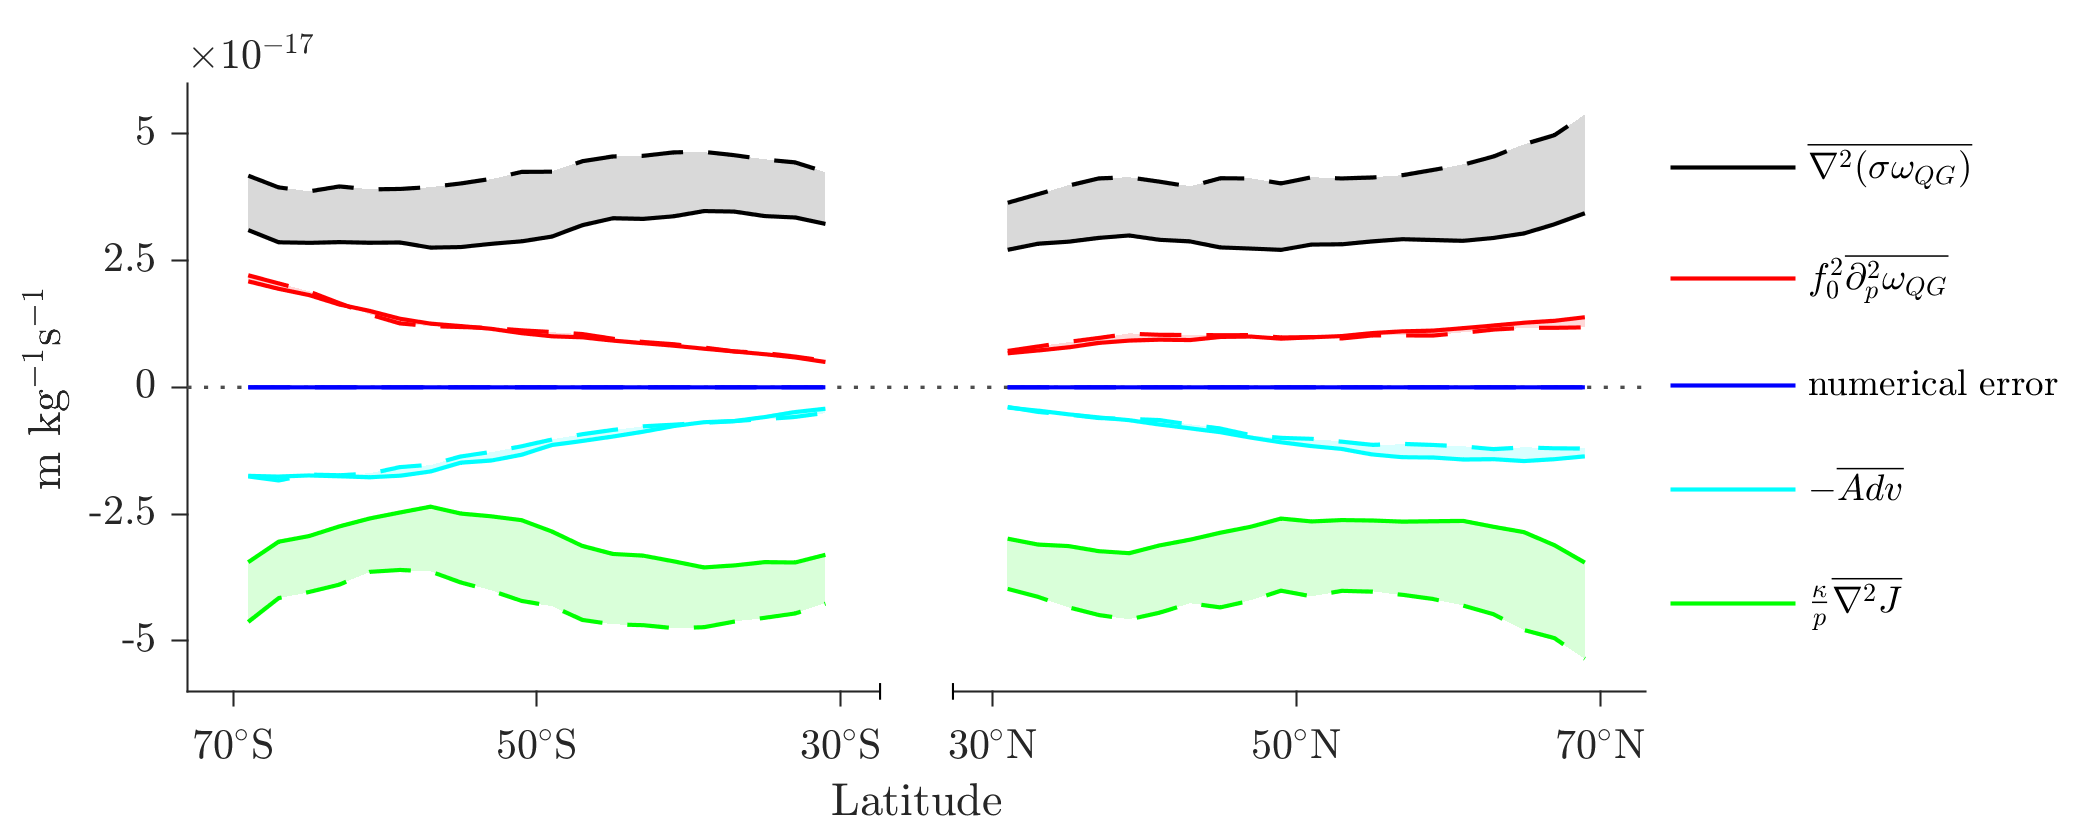 ×10⁻¹⁷
5
2.5
0
-2.5
-5
m kg⁻¹s⁻¹
70°S 50°S 30°S 30°N 50°N 70°N
Latitude
∇²(σω_QG)
f₀²∂ₚ²ω_QG
numerical error
−Adv
κ/p ∇²J